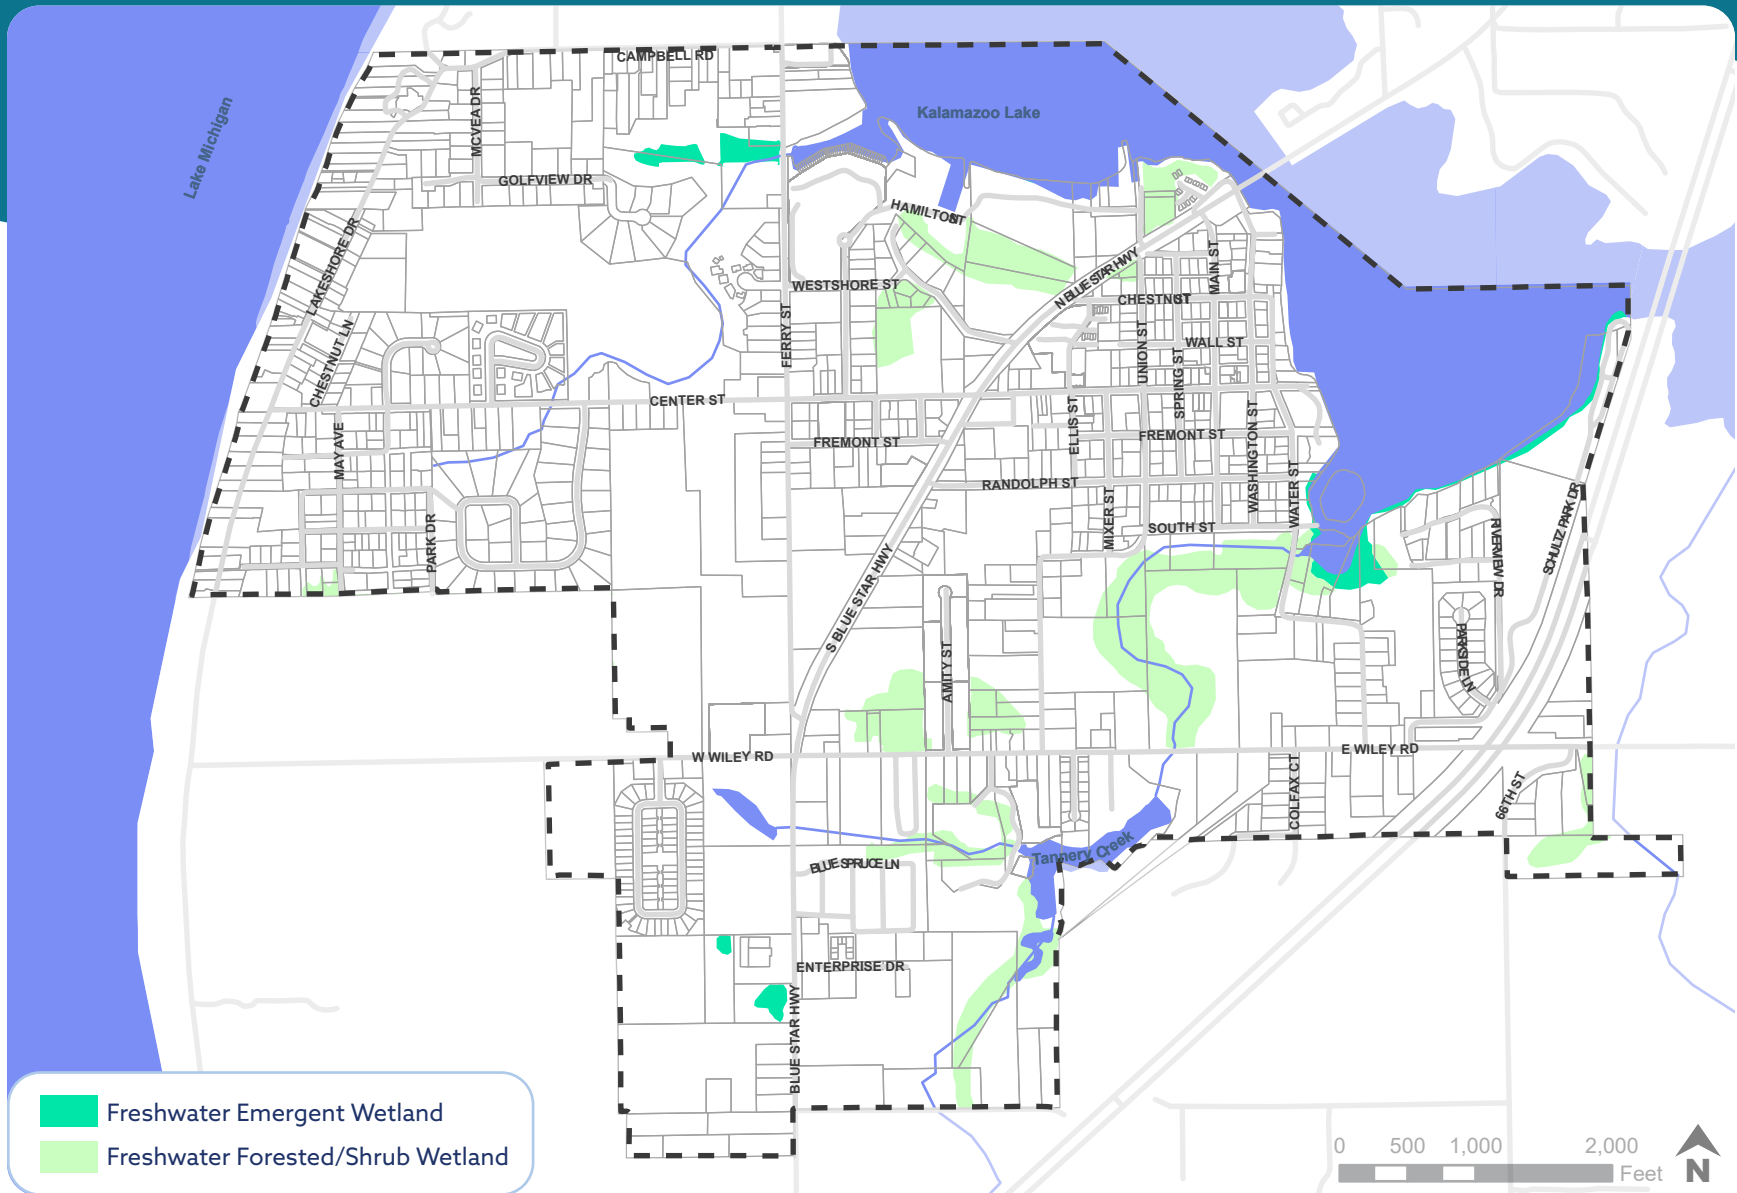 CAMPBELL RD
Lake Michigan
MCVEA DR
Kalamazoo Lake
GOLFVIEW DR
HAMILTON ST
LAKESHORE DR
N BLUE STAR HWY
MAIN ST
WESTSHORE ST
CHESTNUT ST
FERRY ST
CHESTNUT LN
UNION ST
WALL ST
SPRING ST
CENTER ST
ELLIS ST
WASHINGTON ST
MAY AVE
FREMONT ST
FREMONT ST
RANDOLPH ST
WATER ST
MIXER ST
SOUTH ST
PARK DR
RIVERVIEW DR
SCHULTZ PARK DR
S BLUE STAR HWY
AMITY ST
PARKSIDE LN
W WILEY RD
E WILEY RD
COLFAX CT
66TH ST
Tannery Creek
BLUE SPRUCE LN
ENTERPRISE DR
BLUE STAR HWY
Freshwater Emergent Wetland
Freshwater Forested/Shrub Wetland
0 500 1,000 2,000
Feet
N